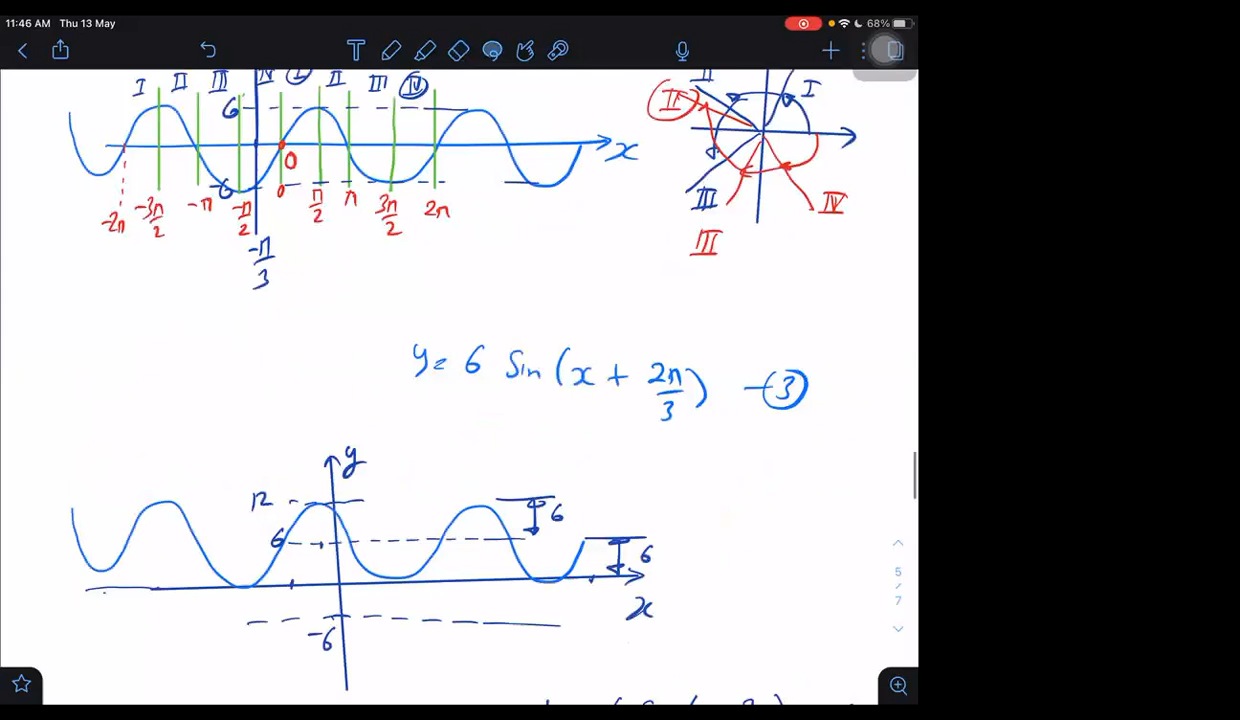 11:46 AM Thu 13 May 68%
I II III IV I II III IV
6
x
0
-6
-2π -3π/2 -π -π/2 0 π/2 π 3π/2 2π
-π/3
II I
II
III IV
III
y = 6 Sin(x + 2π/3) - 3
y
12
6
6
6
x
-6
5/7